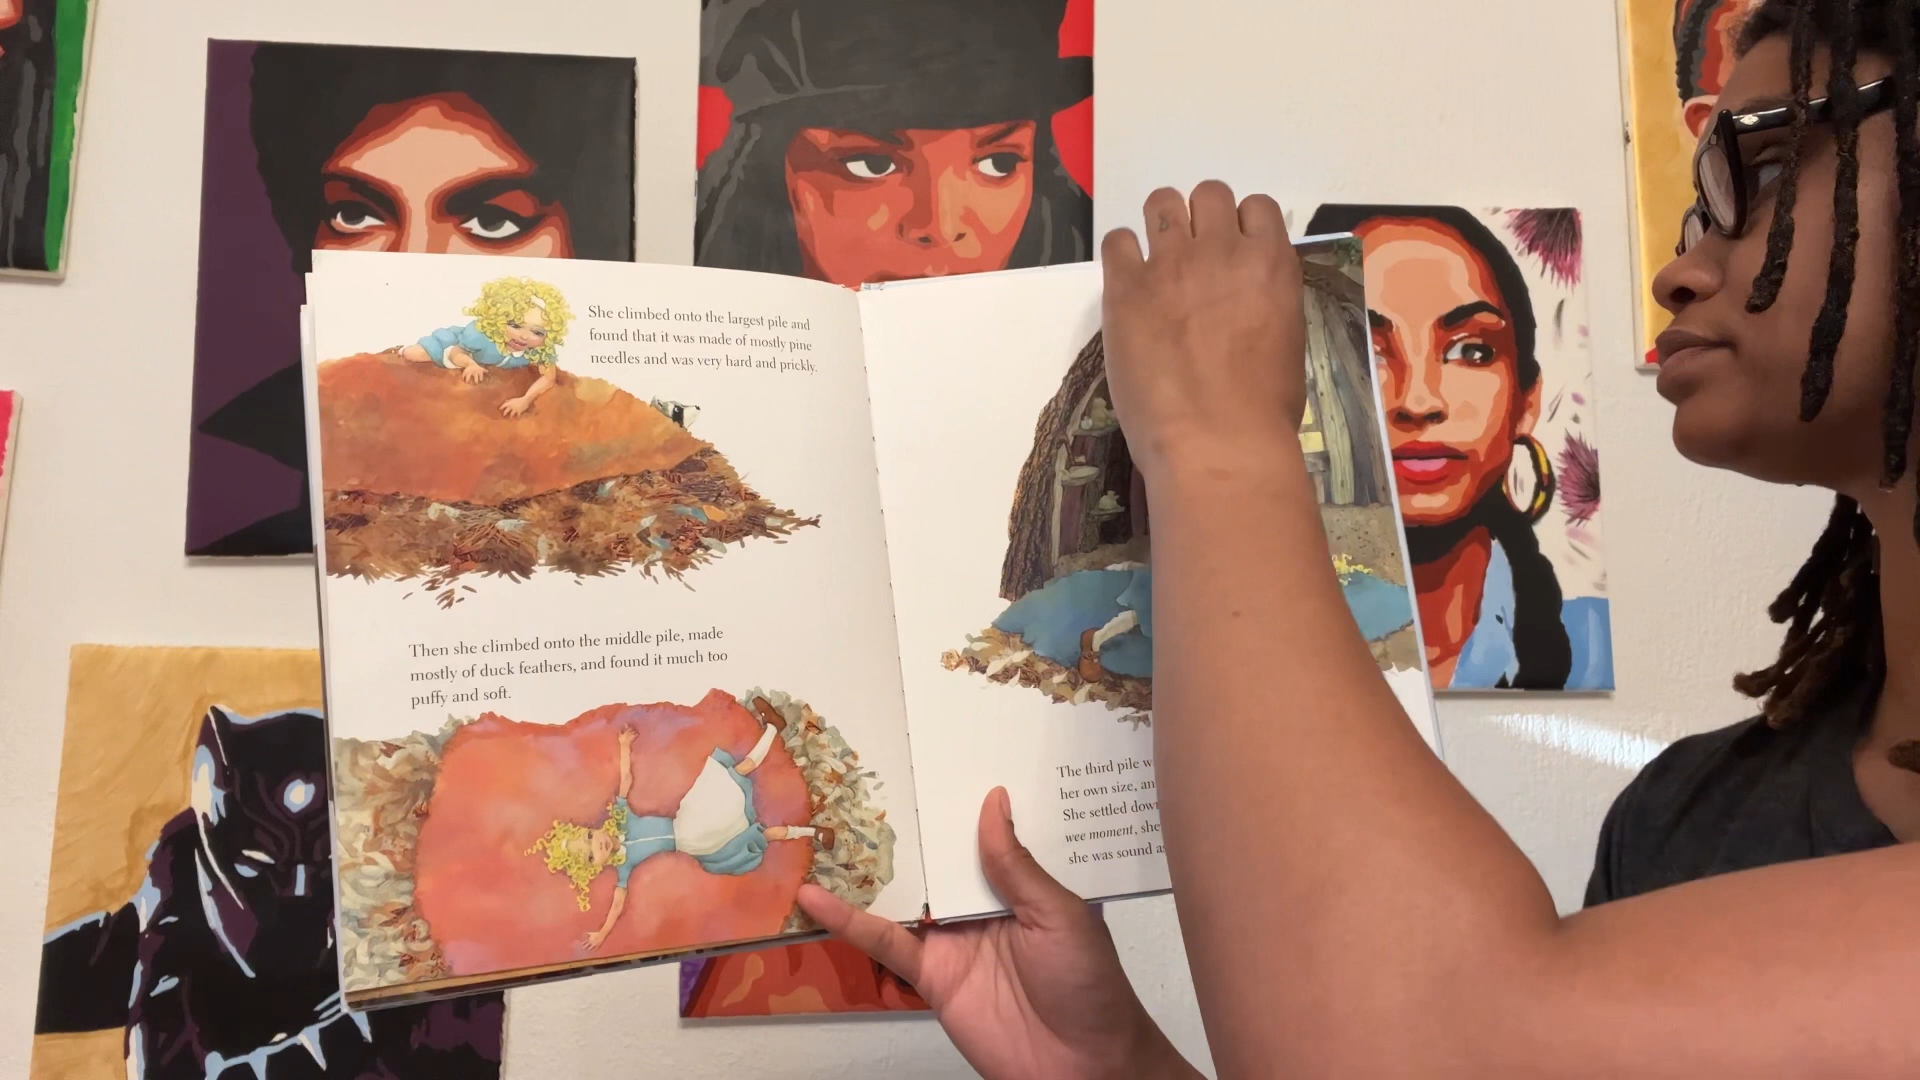 She climbed onto the largest pile and
found that it was made of mostly pine
needles and was very hard and prickly.
Then she climbed onto the middle pile, made
mostly of duck feathers, and found it much too
puffy and soft.
The third pile
her own size,
She settled
wee moment, she
she was sound